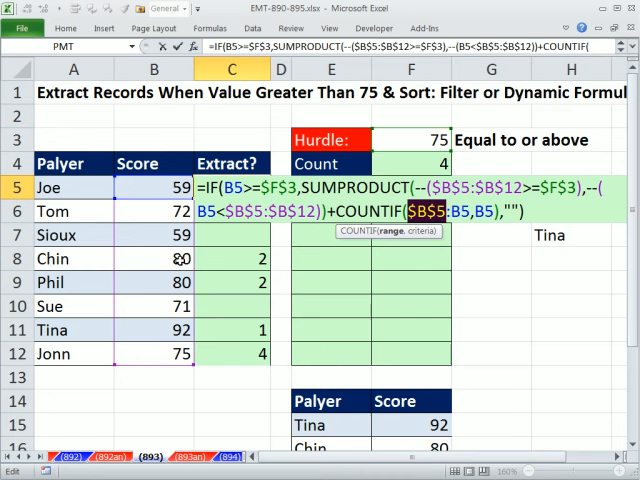 EMT-890-895.xlsx - Microsoft Excel
General
File Home Insert Page Layout Formulas Data Review View Developer Add-Ins
PMT =IF(B5>=$F$3,SUMPRODUCT(--($B$5:$B$12>=$F$3),--(B5<$B$5:$B$12))+COUNTIF(
A B C D E F G H
1 Extract Records When Value Greater Than 75 & Sort: Filter or Dynamic Formul
2
3 Hurdle: 75 Equal to or above
4 Palyer Score Extract? Count 4
5 Joe 59 =IF(B5>=$F$3,SUMPRODUCT(--($B$5:$B$12>=$F$3),--(
6 Tom 72 B5<$B$5:$B$12))+COUNTIF($B$5:B5,B5),"")
COUNTIF(range, criteria)
7 Sioux 59 Tina
8 Chin 80 2
9 Phil 80 2
10 Sue 71
11 Tina 92 1
12 Jonn 75 4
13
14 Palyer Score
15 Tina 92
16 Chin 80
(892) (892an) (893) (893an) (894)
Edit 160%